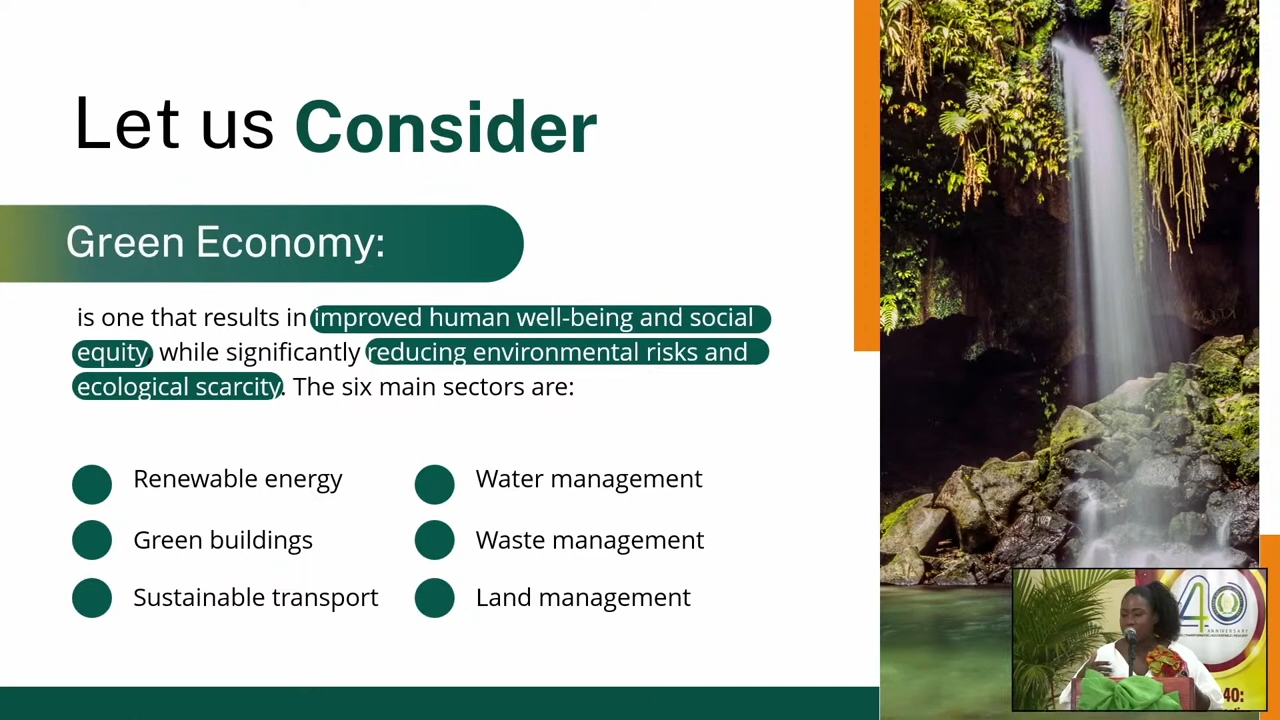 Let us Consider
Green Economy:
is one that results in improved human well-being and social
equity, while significantly reducing environmental risks and
ecological scarcity. The six main sectors are:
Renewable energy
Green buildings
Sustainable transport
Water management
Waste management
Land management
40
ANNIVERSARY
40: